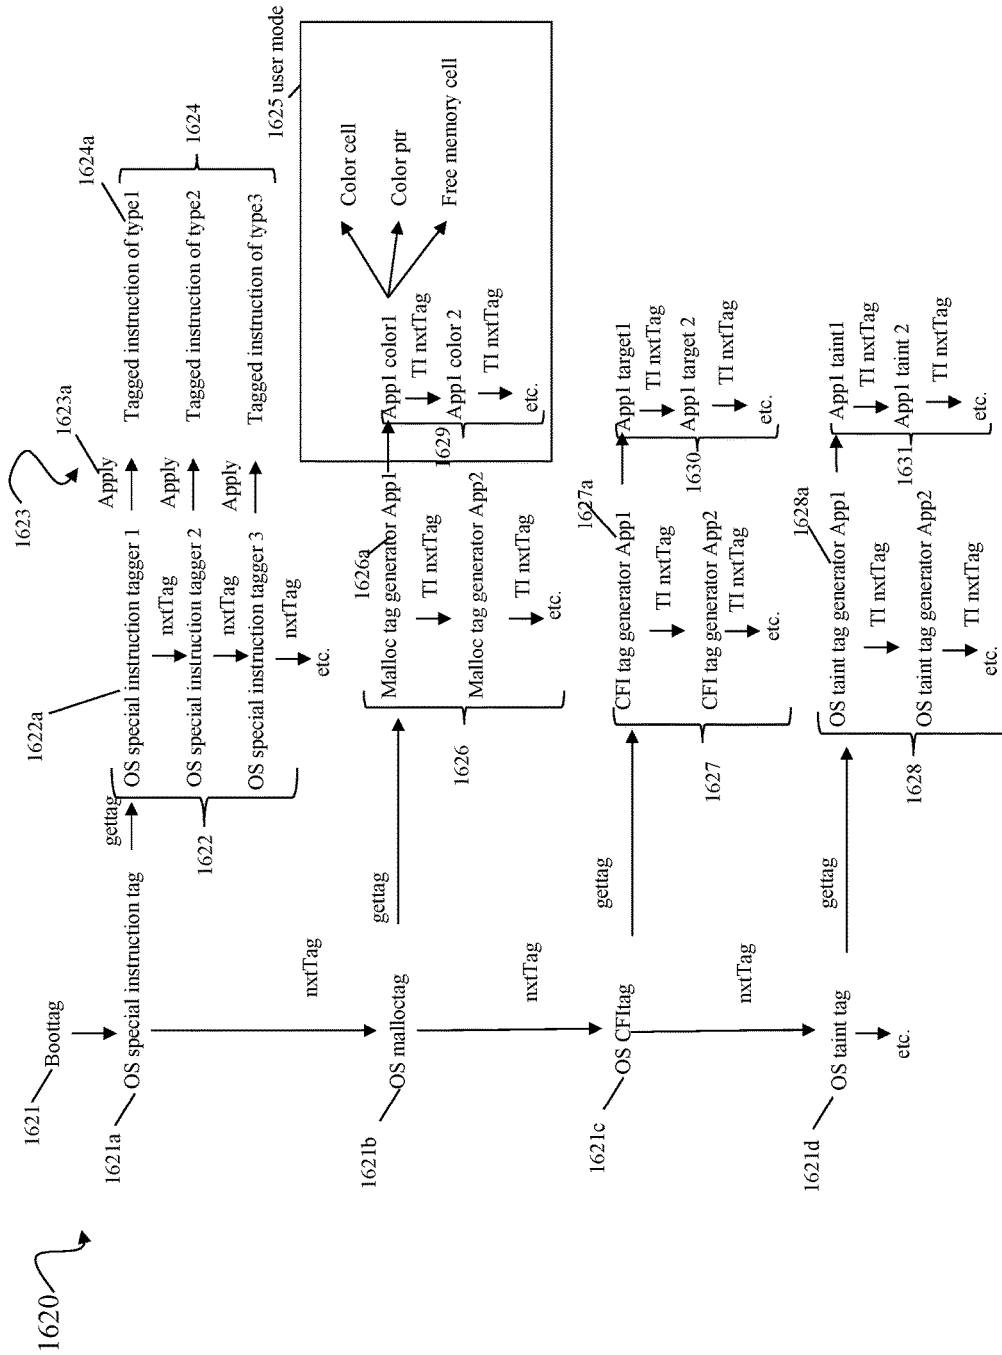 1620
1621
Boottag
1621a
OS special instruction tag
gettag
1622
1622a
OS special instruction tagger 1
nxtTag
OS special instruction tagger 2
nxtTag
OS special instruction tagger 3
nxtTag
etc.
1623
1623a
Apply
Apply
Apply
1624a
Tagged instruction of type1
Tagged instruction of type2
Tagged instruction of type3
1624
nxtTag
1621b
OS malloctag
gettag
1626
1626a
Malloc tag generator App1
TI nxtTag
Malloc tag generator App2
TI nxtTag
etc.
1625 user mode
1629
App1 color1
TI nxtTag
App1 color 2
TI nxtTag
etc.
Color cell
Color ptr
Free memory cell
nxtTag
1621c
OS CFItag
gettag
1627
1627a
CFI tag generator App1
TI nxtTag
CFI tag generator App2
TI nxtTag
etc.
1630
App1 target1
TI nxtTag
App1 target 2
TI nxtTag
etc.
nxtTag
1621d
OS taint tag
etc.
gettag
1628
1628a
OS taint tag generator App1
TI nxtTag
OS taint tag generator App2
TI nxtTag
etc.
1631
App1 taint1
TI nxtTag
App1 taint 2
TI nxtTag
etc.